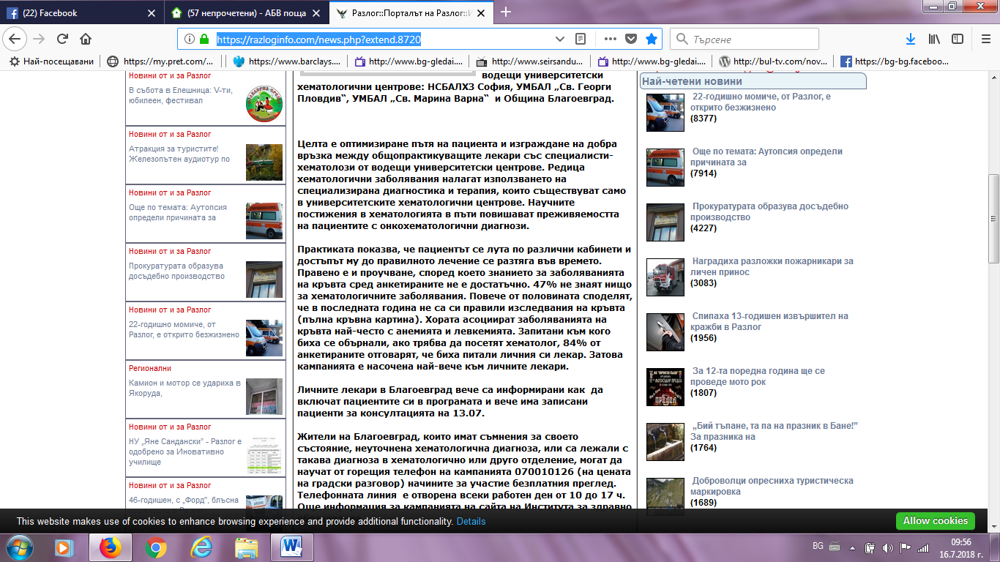 (22) Facebook
(57 непрочетени) - АБВ поща
Разлог::Порталът на Разлог::И
https://razloginfo.com/news.php?extend.8720
Търсене
Най-посещавани
https://my.pret.com/...
https://www.barclays....
http://www.bg-gledai....
http://www.seirsandu...
http://www.bg-gledai....
http://bul-tv.com/nov...
https://bg-bg.faceboo...
Новини от и за Разлог
В събота в Елешница: V-ти,
юбилеен, фестивал
Новини от и за Разлог
Атракция за туристите!
Железопътен аудиотур по
Новини от и за Разлог
Още по темата: Аутопсия
определи причината за
Новини от и за Разлог
Прокуратурата образува
досъдебно производство
Новини от и за Разлог
22-годишно момиче, от
Разлог, е открито безжизнено
Регионални
Камион и мотор се удариха в
Якоруда,
Новини от и за Разлог
НУ „Яне Сандански" - Разлог е
одобрено за Иновативно
училище
Новини от и за Разлог
46-годишен, с „Форд", блъсна
водещи университетски
хематологични центрове: НСБАЛХЗ София, УМБАЛ „Св. Георги
Пловдив“, УМБАЛ „Св. Марина Варна“ и Община Благоевград.
Целта е оптимизиране пътя на пациента и изграждане на добра
връзка между общопрактикуващите лекари със специалисти-
хематолози от водещи университетски центрове. Редица
хематологични заболявания налагат използването на
специализирана диагностика и терапия, които съществуват само
в университетските хематологични центрове. Научните
постижения в хематологията в пъти повишават преживяемостта
на пациентите с онкохематологични диагнози.
Практиката показва, че пациентът се лута по различни кабинети и
достъпът му до правилното лечение се разтяга във времето.
Правено е и проучване, според което знанието за заболяванията
на кръвта сред анкетираните не е достатъчно. 47% не знаят нищо
за хематологичните заболявания. Повече от половината споделят,
че в последната година не са си правили изследвания на кръвта
(пълна кръвна картина). Хората асоциират заболяванията на
кръвта най-често с анемията и левкемията. Запитани към кого
биха се обърнали, ако трябва да посетят хематолог, 84% от
анкетираните отговарят, че биха питали личния си лекар. Затова
кампанията е насочена най-вече към личните лекари.
Личните лекари в Благоевград вече са информирани как да
включат пациентите си в програмата и вече има записани
пациенти за консултацията на 13.07.
Жители на Благоевград, които имат съмнения за своето
състояние, неуточнена хематологична диагноза, или са лежали с
такава диагноза в хематологично или друго отделение, могат да
научат от горещия телефон на кампанията 070010126 (на цената
на градски разговор) начините за участие безплатния преглед.
Телефонната линия е отворена всеки работен ден от 10 до 17 ч.
Още информация за кампанията на сайта на Института за здравно
Най-четени новини
22-годишно момиче, от Разлог, е
открито безжизнено
(8377)
Още по темата: Аутопсия определи
причината за
(7914)
Прокуратурата образува досъдебно
производство
(4227)
Наградиха разложки пожарникари за
личен принос
(3083)
Спипаха 13-годишен извършител на
кражби в Разлог
(1956)
За 12-та поредна година ще се
проведе мото рок
(1807)
„Бий тъпане, та па на празник в Бане!”
За празника на
(1764)
Доброволци опресниха туристическа
маркировка
(1689)
This website makes use of cookies to enhance browsing experience and provide additional functionality. Details
Allow cookies
BG
09:56
16.7.2018 г.